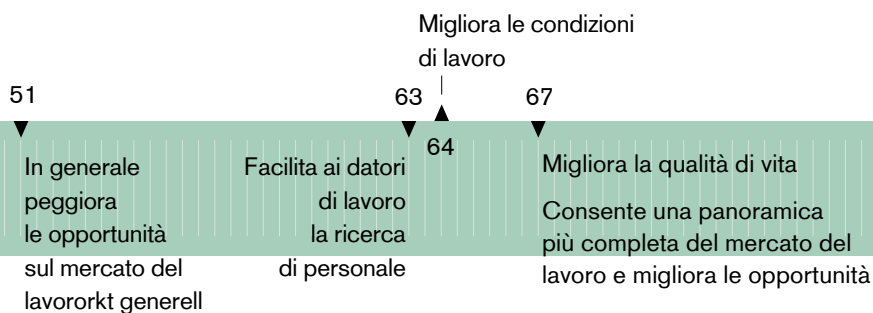 Migliora le condizioni
di lavoro
51
63
67
64
In generale
peggiora
le opportunità
sul mercato del
lavororkt generell
Facilita ai datori
di lavoro
la ricerca
di personale
Migliora la qualità di vita
Consente una panoramica
più completa del mercato del
lavoro e migliora le opportunità